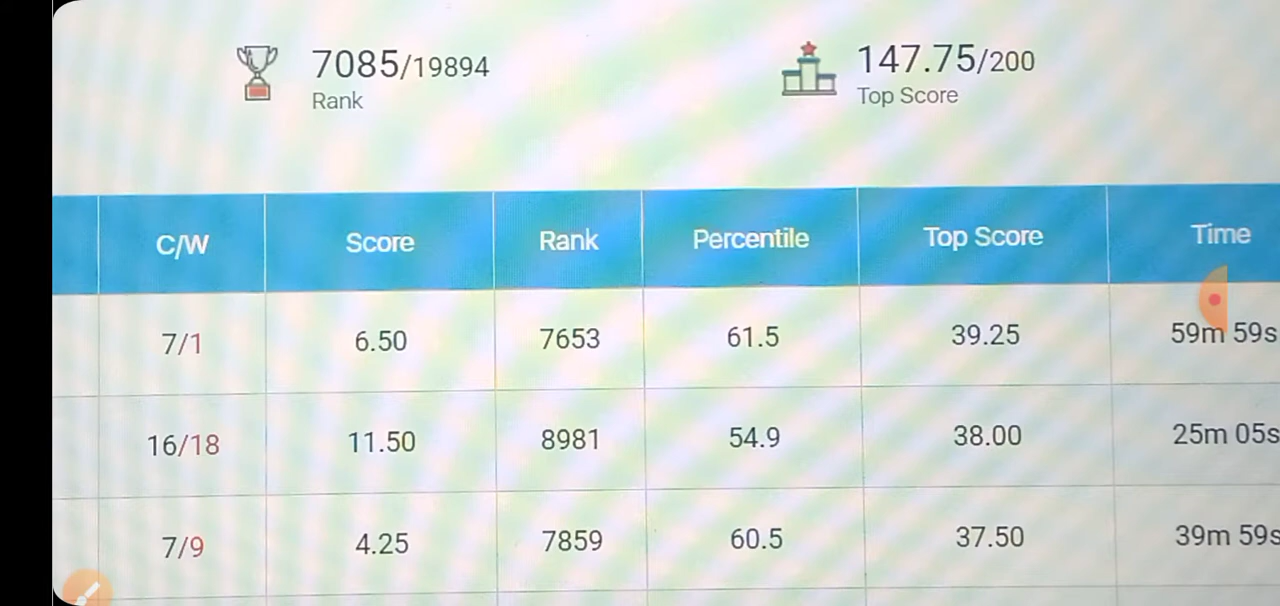 7085/19894
Rank
147.75/200
Top Score
C/W Score Rank Percentile Top Score Time
7/1 6.50 7653 61.5 39.25 59m 59s
16/18 11.50 8981 54.9 38.00 25m 05s
7/9 4.25 7859 60.5 37.50 39m 59s